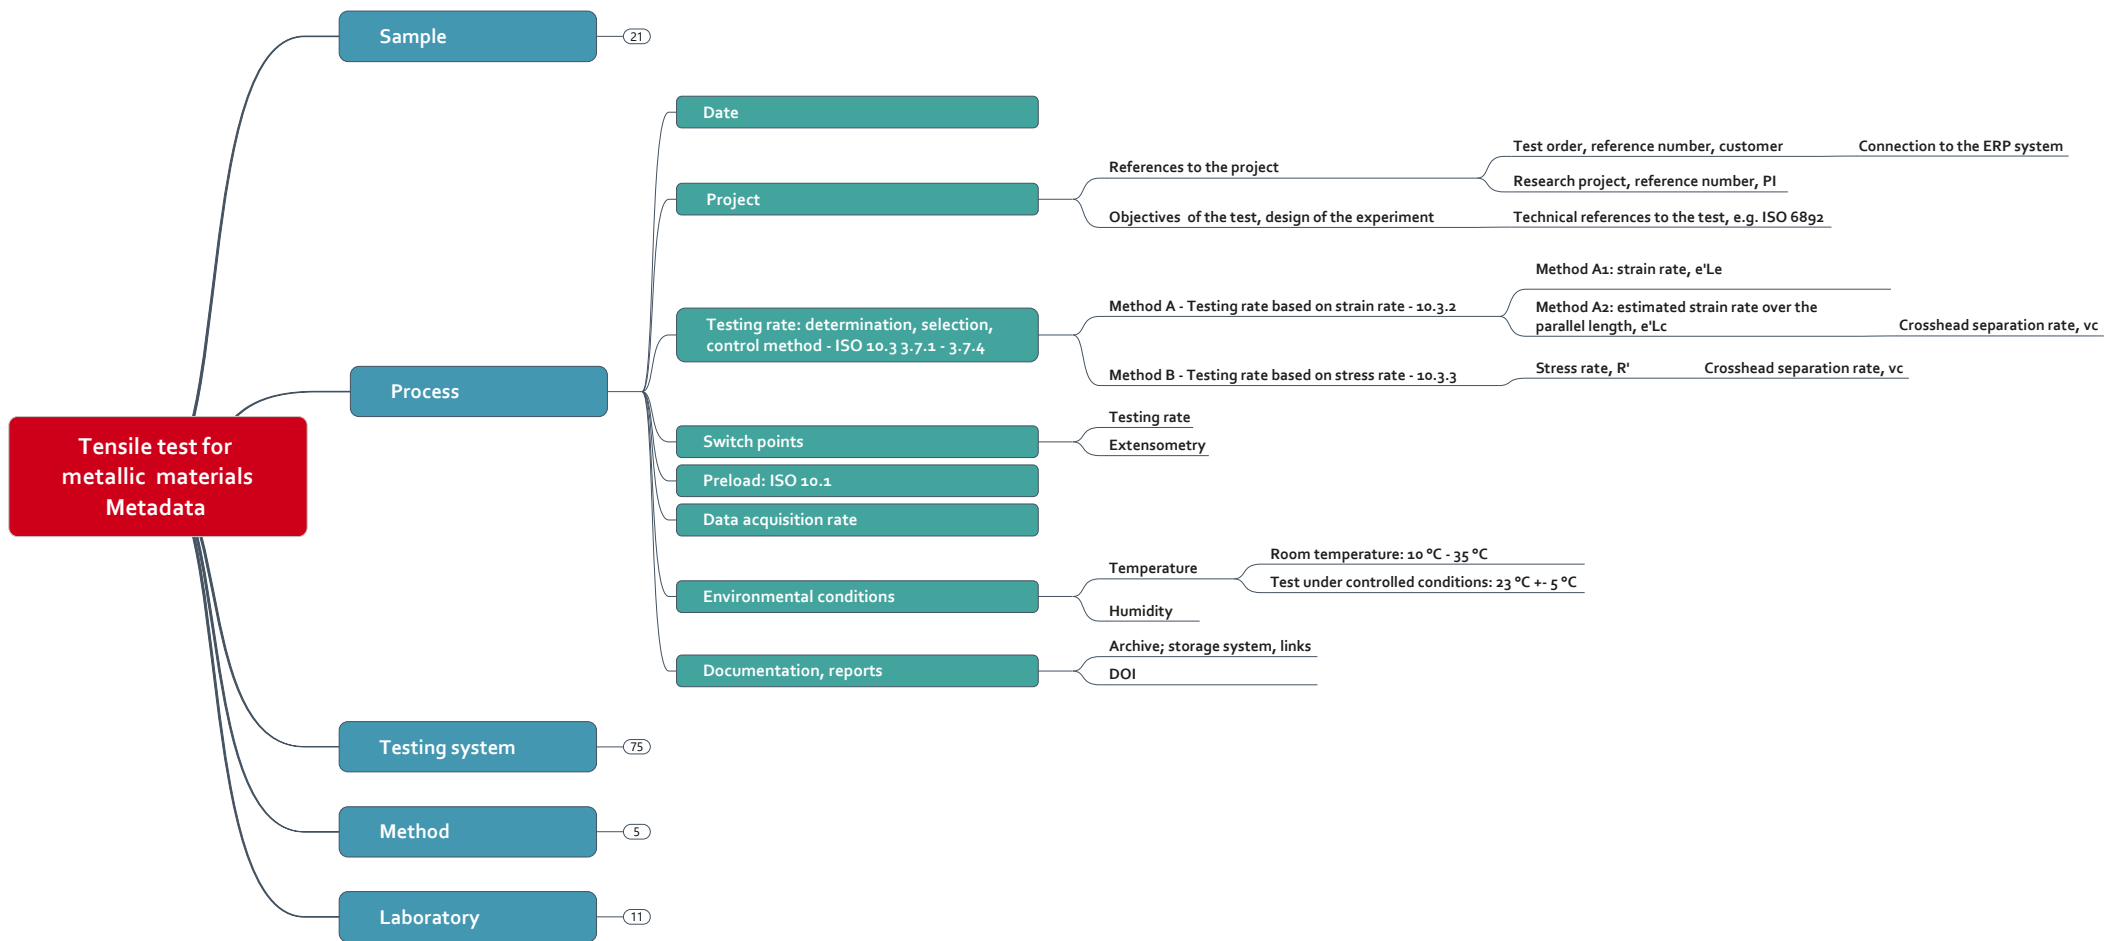 Tensile test for
metallic  materials
Metadata
Sample
21
Process
Date
Project
References to the project
Test order, reference number, customer
Connection to the ERP system
Research project, reference number, PI
Objectives  of the test, design of the experiment
Technical references to the test, e.g. ISO 6892
Testing rate: determination, selection,
control method - ISO 10.3 3.7.1 - 3.7.4
Method A - Testing rate based on strain rate - 10.3.2
Method A1: strain rate, e'Le
Method A2: estimated strain rate over the
parallel length, e'Lc
Crosshead separation rate, vc
Method B - Testing rate based on stress rate - 10.3.3
Stress rate, R'
Crosshead separation rate, vc
Switch points
Testing rate
Extensometry
Preload: ISO 10.1
Data acquisition rate
Environmental conditions
Temperature
Room temperature: 10 °C - 35 °C
Test under controlled conditions: 23 °C +- 5 °C
Humidity
Documentation, reports
Archive; storage system, links
DOI
Testing system
75
Method
5
Laboratory
11